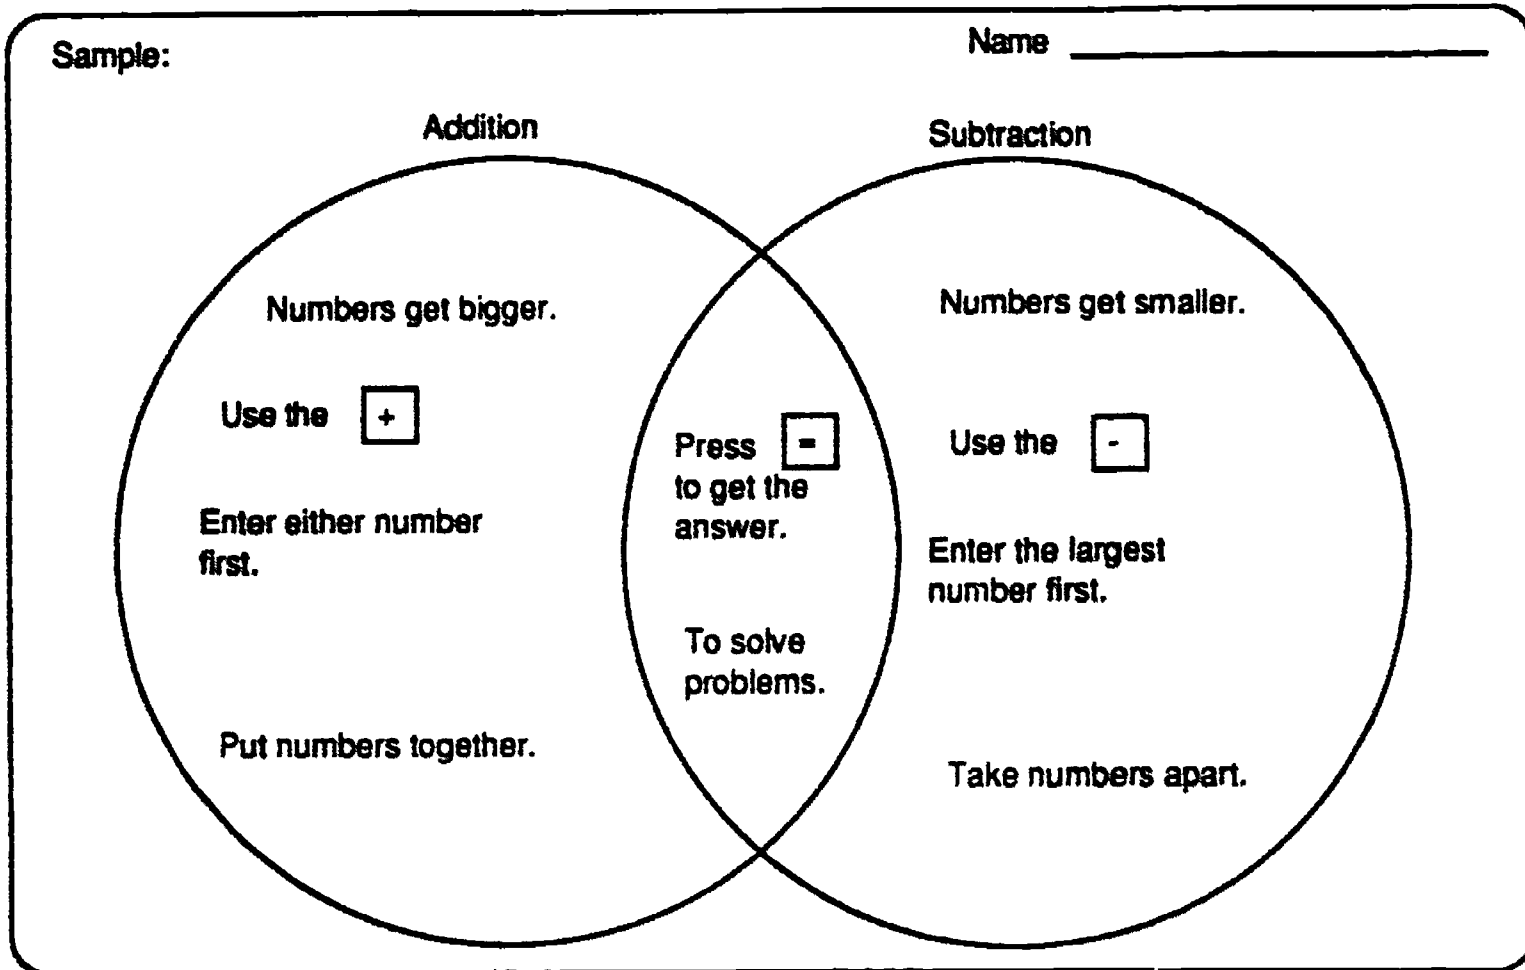 Sample:
Name
Addition
Subtraction
Numbers get bigger.
Use the +
Enter either number
first.
Put numbers together.
Press =
to get the
answer.
To solve
problems.
Numbers get smaller.
Use the -
Enter the largest
number first.
Take numbers apart.